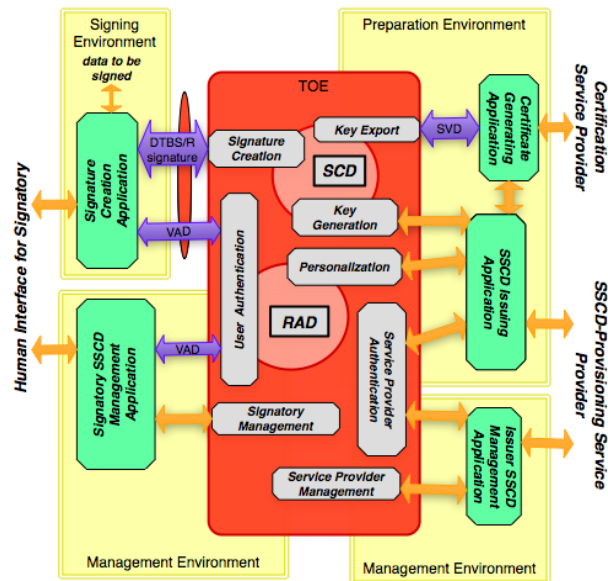 Signing
Environment
data to be
signed
Preparation Environment
TOE
Certification
Service Provider
Certificate
Generating
Application
Key Export
SVD
DTBS/R
signature
Signature
Creation
SCD
Signature
Creation
Application
Key
Generation
Human Interface for Signatory
VAD
Personalization
SSCD Issuing
Application
User Authentication
RAD
SSCD-Provisioning Service
Provider
Service Provider
Authentication
Signatory SSCD
Management
Application
VAD
Signatory
Management
Issuer SSCD
Management
Application
Service Provider
Management
Management Environment
Management Environment